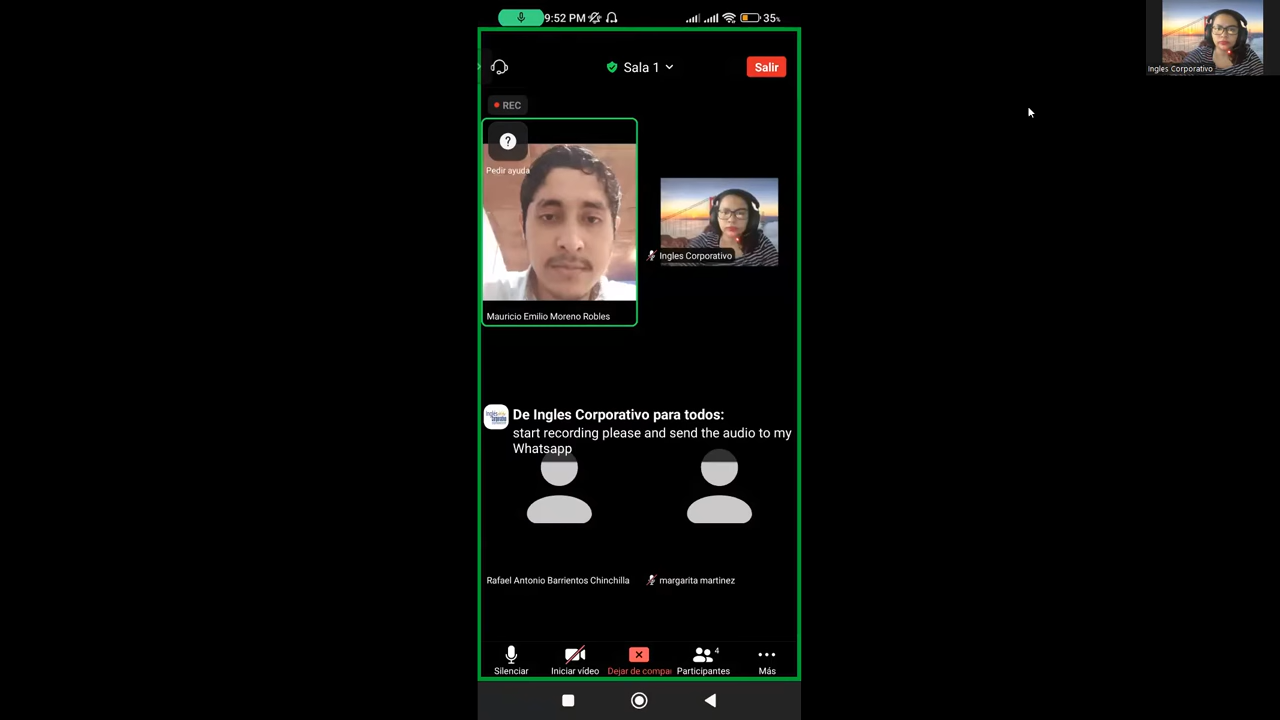 9:52 PM
35%
Ingles Corporativo
Sala 1
Salir
REC
?
Pedir ayuda
Ingles Corporativo
Mauricio Emilio Moreno Robles
De Ingles Corporativo para todos:
start recording please and send the audio to my
Whatsapp
Rafael Antonio Barrientos Chinchilla
margarita martinez
4
Silenciar
Iniciar vídeo
Dejar de compa
Participantes
Más